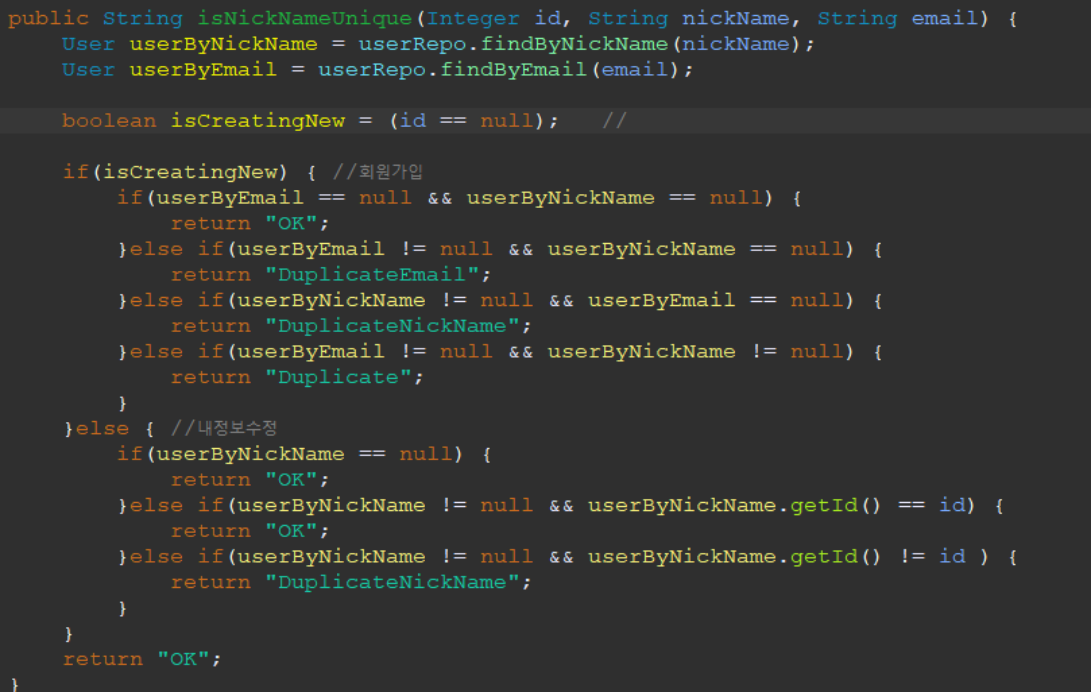 public String isNickNameUnique(Integer id, String nickName, String email) {
    User userByNickName = userRepo.findByNickName(nickName);
    User userByEmail = userRepo.findByEmail(email);

    boolean isCreatingNew = (id == null);   //

    if(isCreatingNew) { //회원가입
        if(userByEmail == null && userByNickName == null) {
            return "OK";
        }else if(userByEmail != null && userByNickName == null) {
            return "DuplicateEmail";
        }else if(userByNickName != null && userByEmail == null) {
            return "DuplicateNickName";
        }else if(userByEmail != null && userByNickName != null) {
            return "Duplicate";
        }
    }else { //내정보수정
        if(userByNickName == null) {
            return "OK";
        }else if(userByNickName != null && userByNickName.getId() == id) {
            return "OK";
        }else if(userByNickName != null && userByNickName.getId() != id ) {
            return "DuplicateNickName";
        }
    }
    return "OK";
}